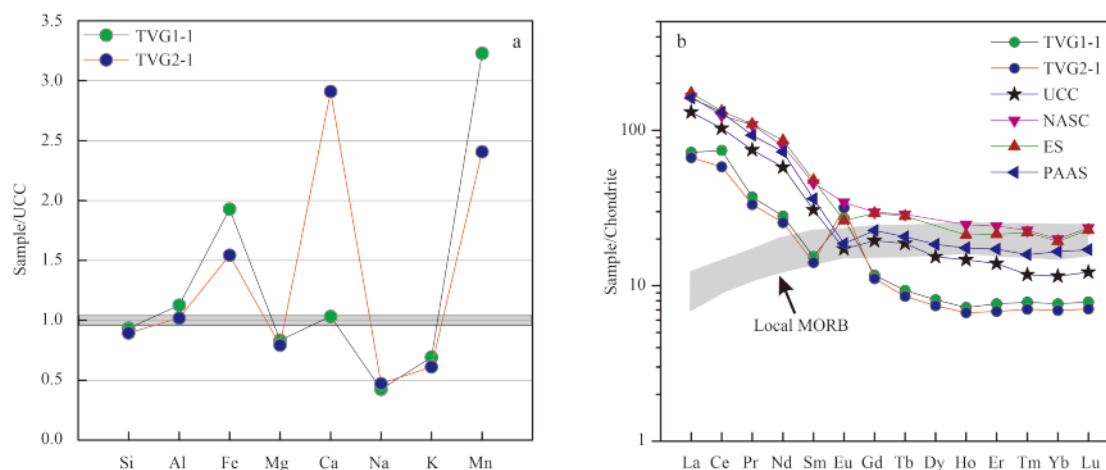 a
TVG1-1
TVG2-1
3.5
3.0
2.5
2.0
1.5
1.0
0.5
0.0
Sample/UCC
Si Al Fe Mg Ca Na K Mn
b
TVG1-1
TVG2-1
UCC
NASC
ES
PAAS
100
10
1
Sample/Chondrite
Local MORB
La Ce Pr Nd Sm Eu Gd Tb Dy Ho Er Tm Yb Lu